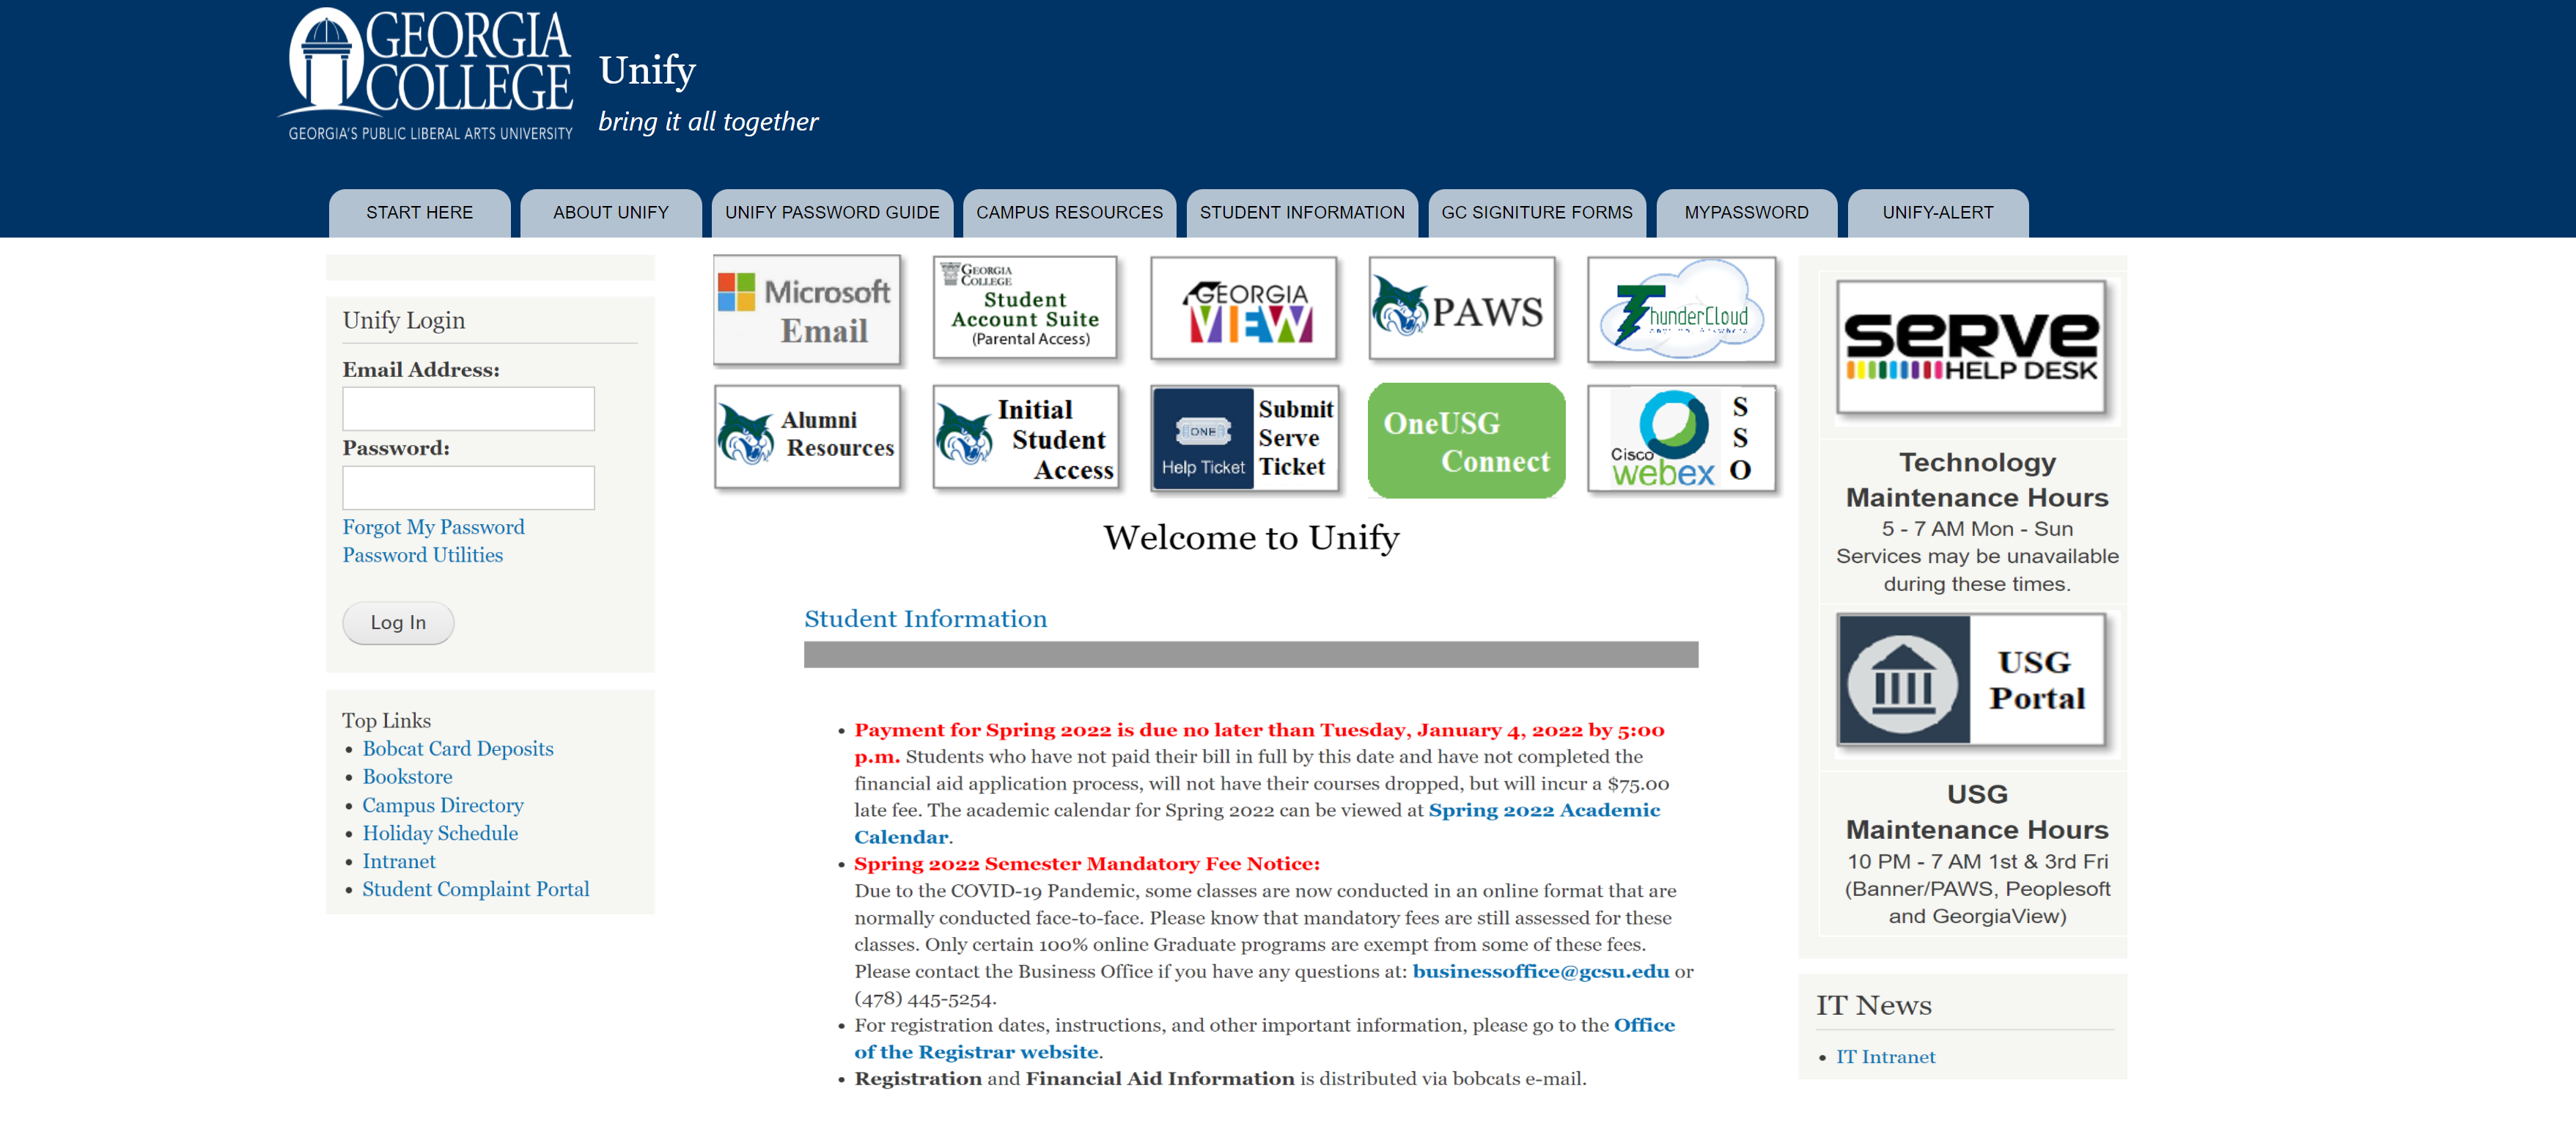 GEORGIA
COLLEGE
GEORGIA'S PUBLIC LIBERAL ARTS UNIVERSITY
Unify
bring it all together
START HERE
ABOUT UNIFY
UNIFY PASSWORD GUIDE
CAMPUS RESOURCES
STUDENT INFORMATION
GC SIGNITURE FORMS
MYPASSWORD
UNIFY-ALERT
Unify Login
Email Address:
Password:
Forgot My Password
Password Utilities
Log In
Top Links
Bobcat Card Deposits
Bookstore
Campus Directory
Holiday Schedule
Intranet
Student Complaint Portal
Microsoft
Email
GEORGIA
COLLEGE
Student
Account Suite
(Parental Access)
GEORGIA
VIEW
PAWS
ThunderCloud
Alumni
Resources
Initial
Student
Access
ONE
Help Ticket
Submit
Serve
Ticket
OneUSG
Connect
Cisco
webex
S
S
O
Welcome to Unify
Student Information
• Payment for Spring 2022 is due no later than Tuesday, January 4, 2022 by 5:00
p.m. Students who have not paid their bill in full by this date and have not completed the
financial aid application process, will not have their courses dropped, but will incur a $75.00
late fee. The academic calendar for Spring 2022 can be viewed at Spring 2022 Academic
Calendar.
• Spring 2022 Semester Mandatory Fee Notice:
Due to the COVID-19 Pandemic, some classes are now conducted in an online format that are
normally conducted face-to-face. Please know that mandatory fees are still assessed for these
classes. Only certain 100% online Graduate programs are exempt from some of these fees.
Please contact the Business Office if you have any questions at: businessoffice@gcsu.edu or
(478) 445-5254.
• For registration dates, instructions, and other important information, please go to the Office
of the Registrar website.
• Registration and Financial Aid Information is distributed via bobcats e-mail.
SERVE
HELP DESK
Technology
Maintenance Hours
5 - 7 AM Mon - Sun
Services may be unavailable
during these times.
USG
Portal
USG
Maintenance Hours
10 PM - 7 AM 1st & 3rd Fri
(Banner/PAWS, Peoplesoft
and GeorgiaView)
IT News
• IT Intranet